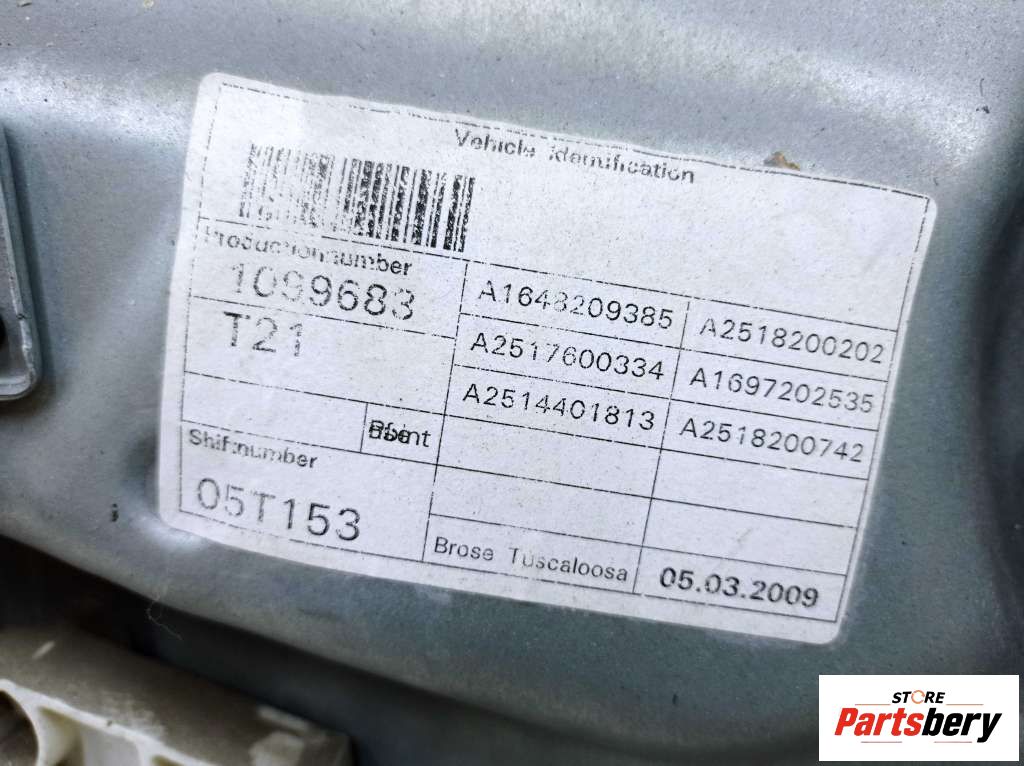 Vehicle identification
Productionnumber
1099683
T21
A1648209385
A2518200202
A2517600334
A1697202535
A2514401813
A2518200742
Shiftnumber
05T153
Brose Tuscaloosa
05.03.2009
STORE
Partsbery